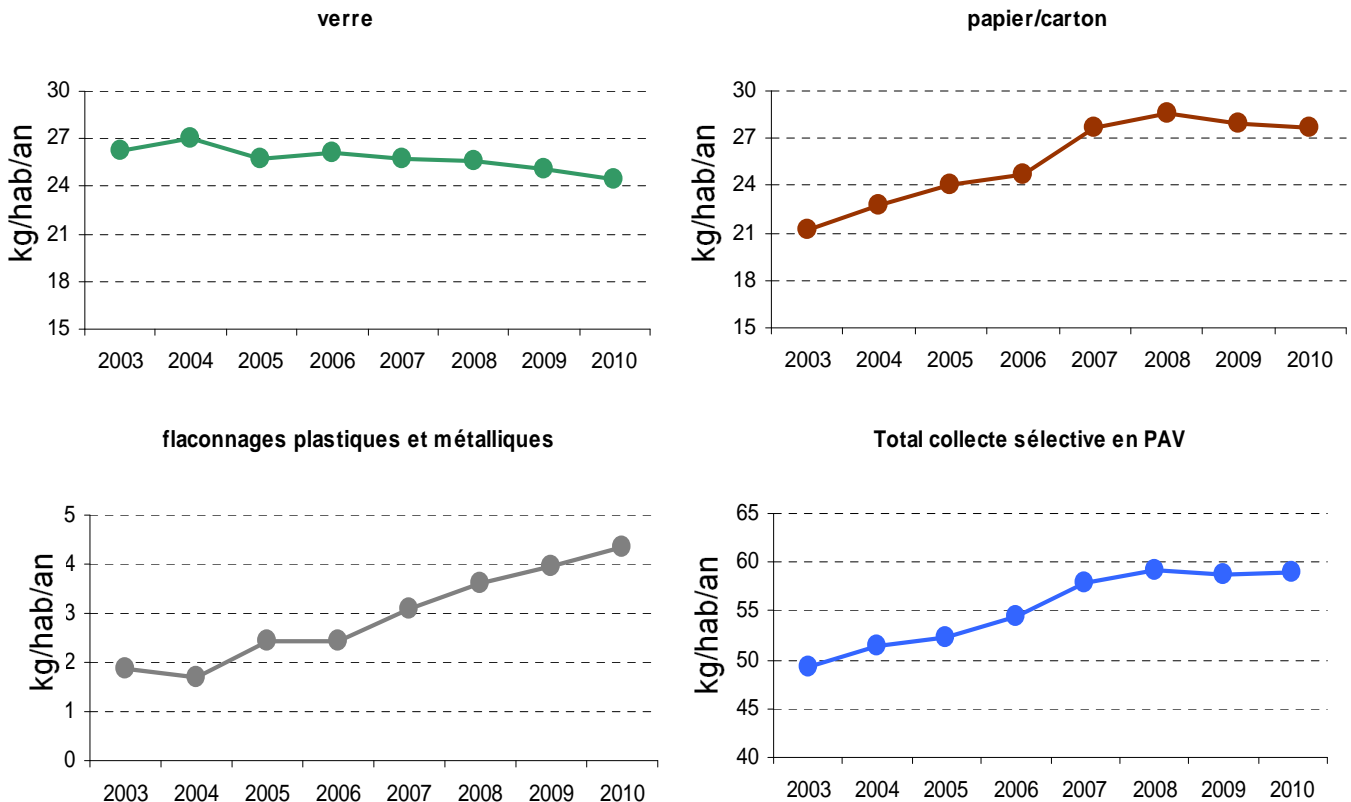 verre
kg/hab/an
30
27
24
21
18
15
2003 2004 2005 2006 2007 2008 2009 2010
papier/carton
kg/hab/an
30
27
24
21
18
15
2003 2004 2005 2006 2007 2008 2009 2010
flaconnages plastiques et métalliques
kg/hab/an
5
4
3
2
1
0
2003 2004 2005 2006 2007 2008 2009 2010
Total collecte sélective en PAV
kg/hab/an
65
60
55
50
45
40
2003 2004 2005 2006 2007 2008 2009 2010